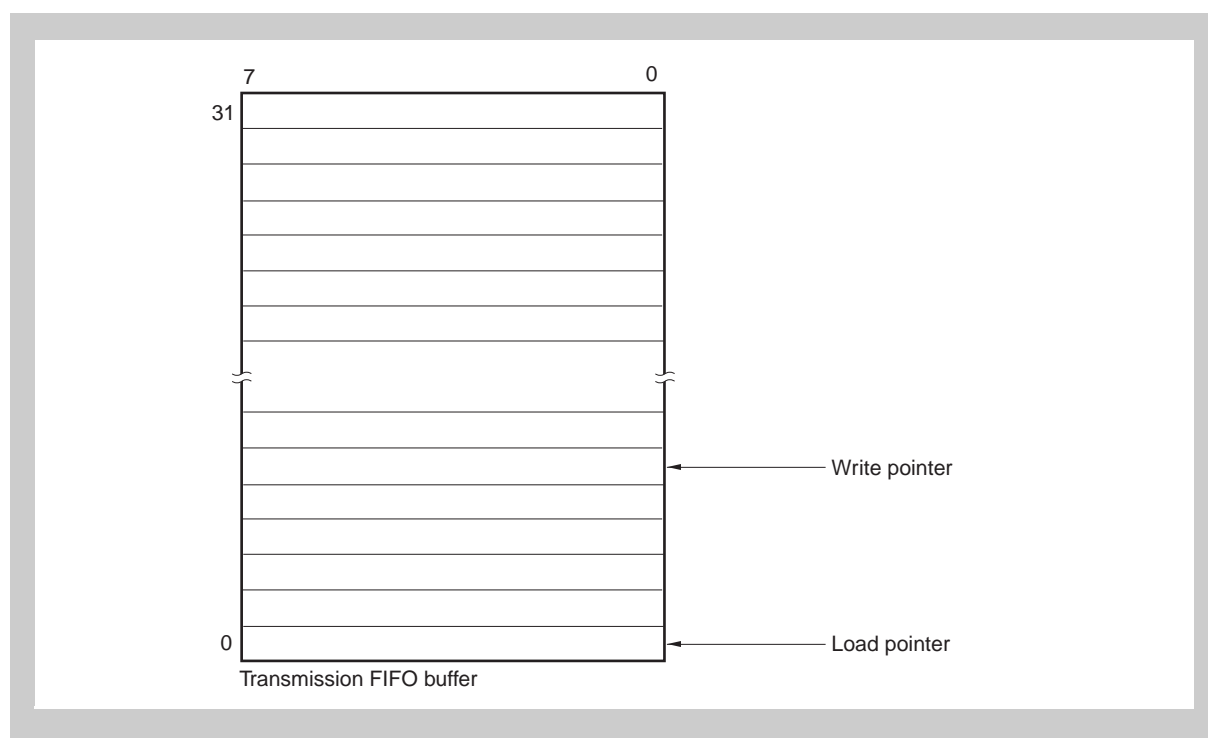 7 0
31
Write pointer
0
Load pointer
Transmission FIFO buffer